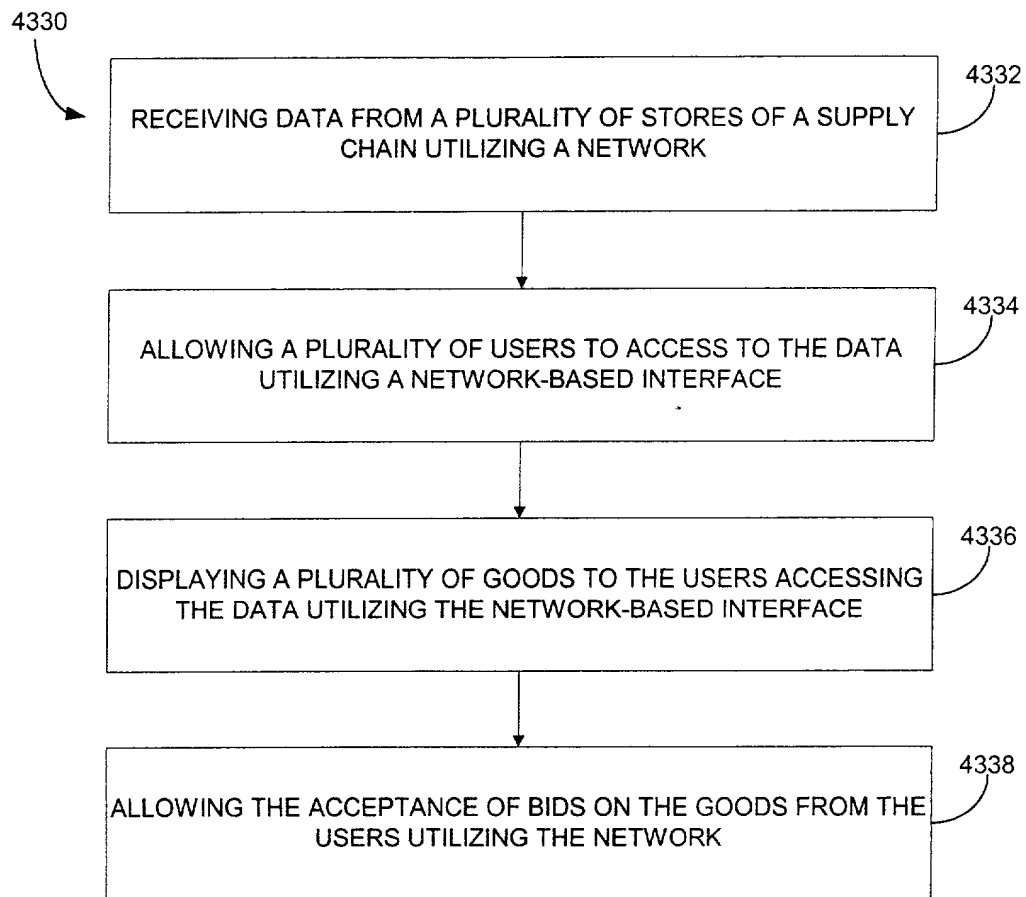 4330
4332
RECEIVING DATA FROM A PLURALITY OF STORES OF A SUPPLY
CHAIN UTILIZING A NETWORK
4334
ALLOWING A PLURALITY OF USERS TO ACCESS TO THE DATA
UTILIZING A NETWORK-BASED INTERFACE
4336
DISPLAYING A PLURALITY OF GOODS TO THE USERS ACCESSING
THE DATA UTILIZING THE NETWORK-BASED INTERFACE
4338
ALLOWING THE ACCEPTANCE OF BIDS ON THE GOODS FROM THE
USERS UTILIZING THE NETWORK